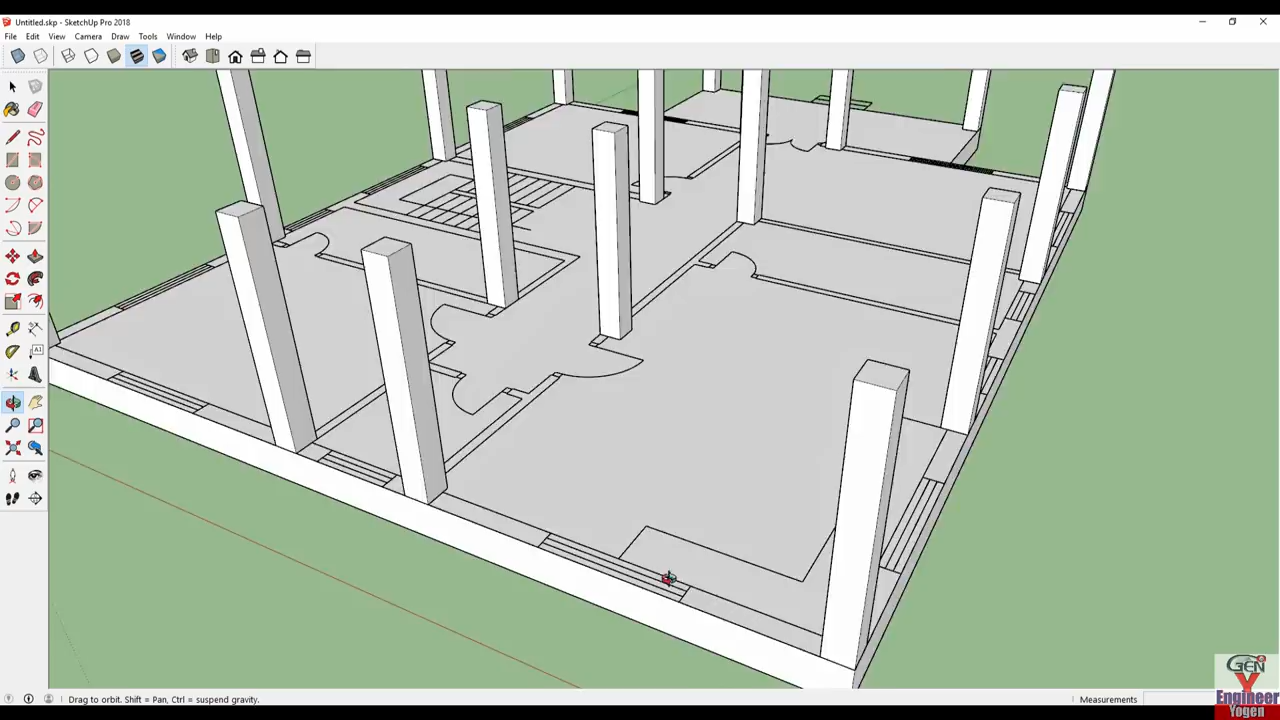 Untitled.skp - SketchUp Pro 2018
File Edit View Camera Draw Tools Window Help
A1
Drag to orbit. Shift = Pan, Ctrl = suspend gravity.
Measurements
GEN
Y
Engineer
Yogen